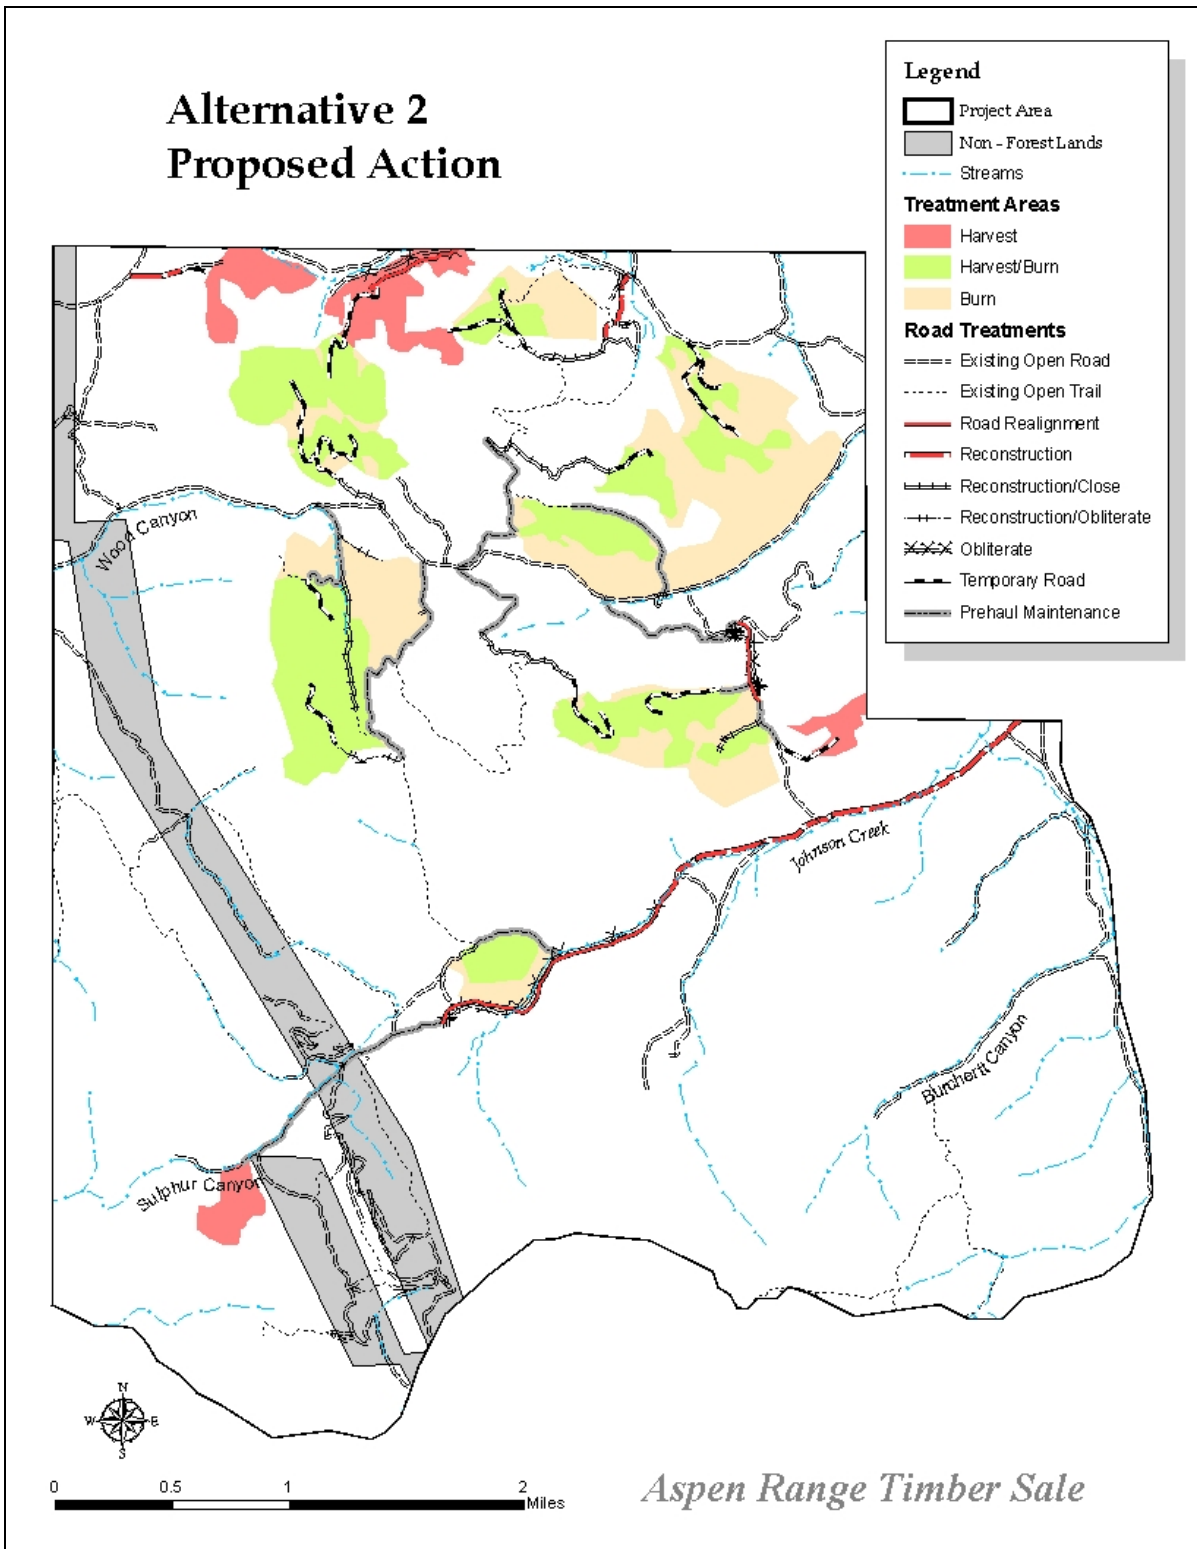 Alternative 2
Proposed Action
Legend
Project Area
Non - Forest Lands
Streams
Treatment Areas
Harvest
Harvest/Burn
Burn
Road Treatments
Existing Open Road
Existing Open Trail
Road Realignment
Reconstruction
Reconstruction/Close
Reconstruction/Obliterate
Obliterate
Temporary Road
Prehaul Maintenance
Wood Canyon
Johnson Creek
Burchertt Canyon
Sulphur Canyon
N
W E
S
0 0.5 1 2
Miles
Aspen Range Timber Sale